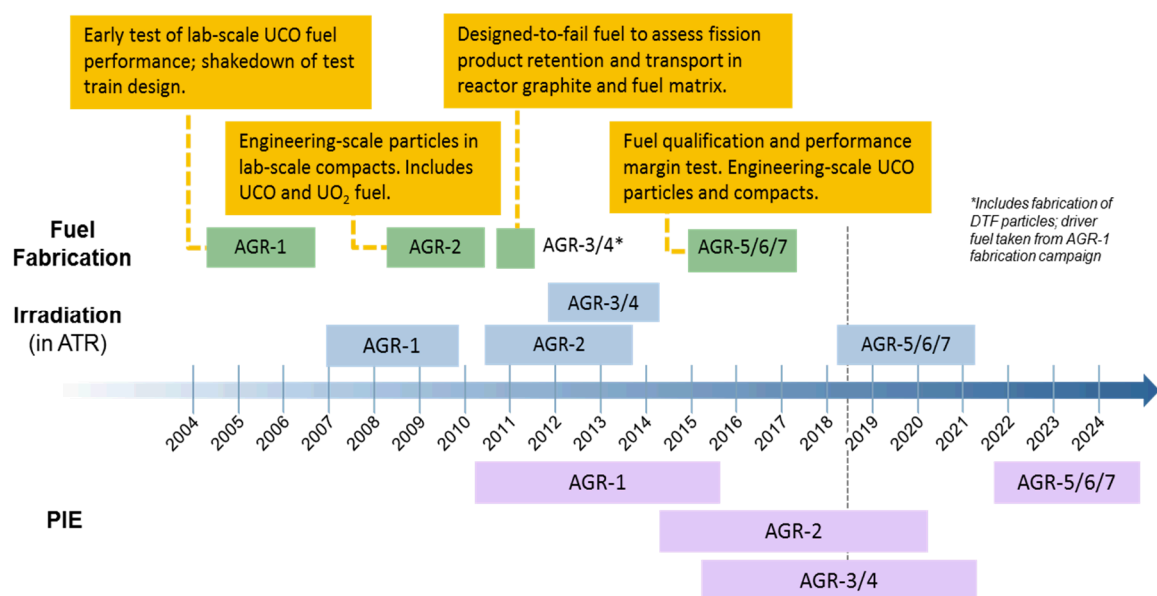 Early test of lab-scale UCO fuel
performance; shakedown of test
train design.
Designed-to-fail fuel to assess fission
product retention and transport in
reactor graphite and fuel matrix.
Engineering-scale particles in
lab-scale compacts. Includes
UCO and UO₂ fuel.
Fuel qualification and performance
margin test. Engineering-scale UCO
particles and compacts.
*Includes fabrication of
DTF particles; driver
fuel taken from AGR-1
fabrication campaign
Fuel
Fabrication
AGR-1
AGR-2
AGR-3/4*
AGR-5/6/7
Irradiation
(in ATR)
AGR-3/4
AGR-1
AGR-2
AGR-5/6/7
2004
2005
2006
2007
2008
2009
2010
2011
2012
2013
2014
2015
2016
2017
2018
2019
2020
2021
2022
2023
2024
PIE
AGR-1
AGR-5/6/7
AGR-2
AGR-3/4